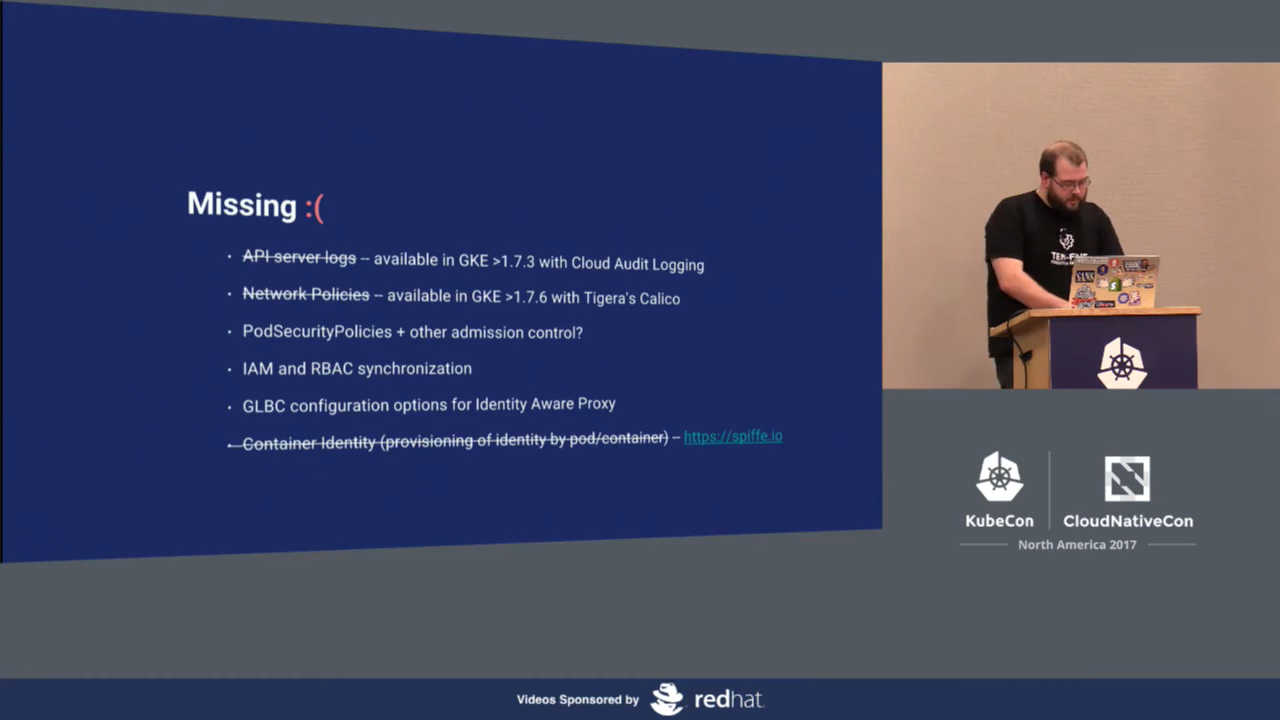 Missing :(
· API server logs -- available in GKE >1.7.3 with Cloud Audit Logging
· Network Policies -- available in GKE >1.7.6 with Tigera's Calico
· PodSecurityPolicies + other admission control?
· IAM and RBAC synchronization
· GLBC configuration options for Identity Aware Proxy
· Container Identity (provisioning of identity by pod/container) -- https://spiffe.io
SANS
KubeCon
CloudNativeCon
North America 2017
Videos Sponsored by
redhat.